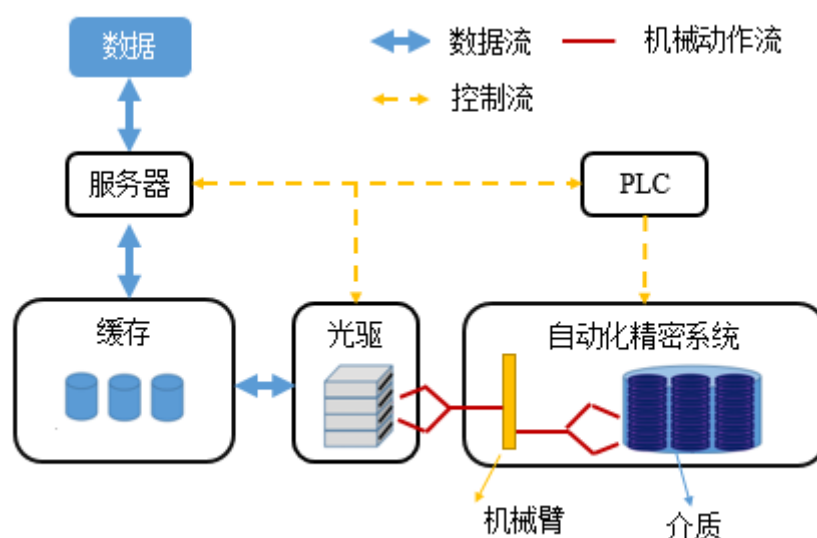 数据
数据流
机械动作流
控制流
服务器
PLC
缓存
光驱
自动化精密系统
机械臂
介质